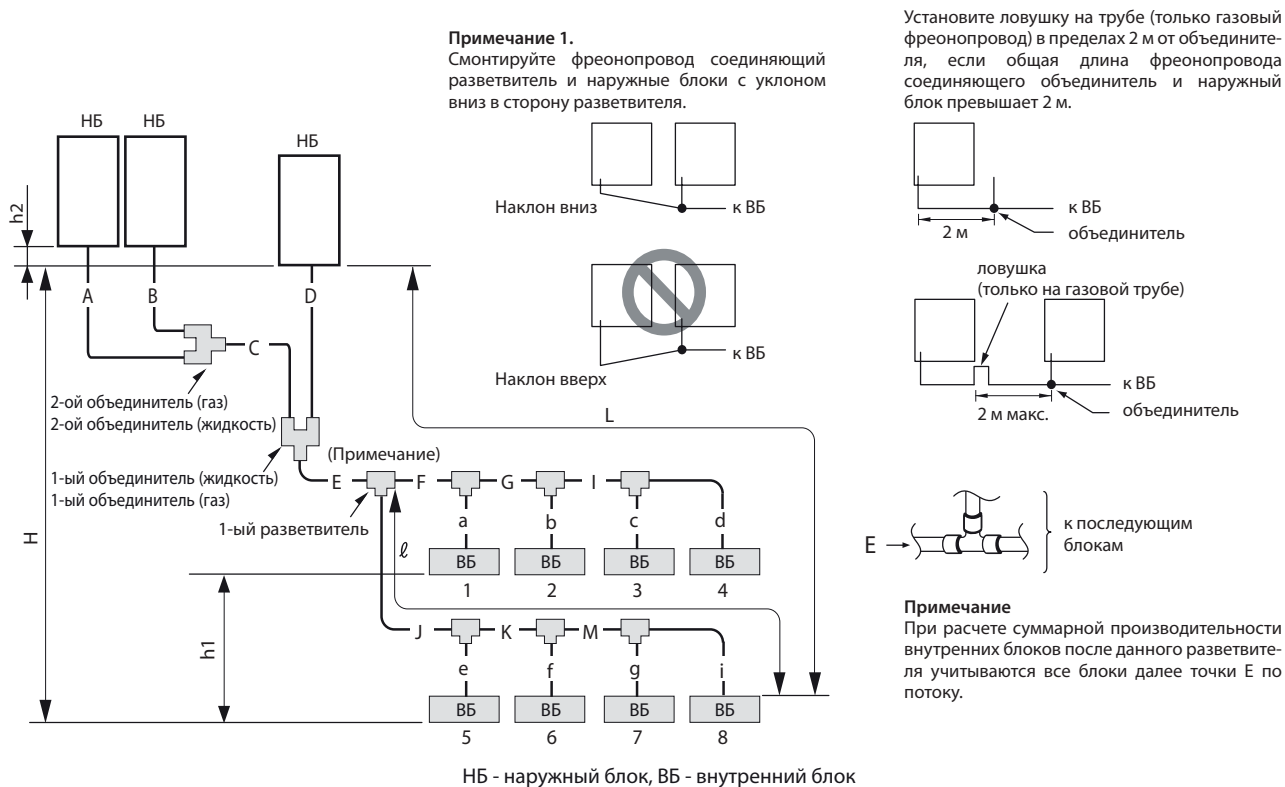 Примечание 1.
Смонтируйте фреонопровод соединяющий
разветвитель и наружные блоки с уклоном
вниз в сторону разветвителя.
Установите ловушку на трубе (только газовый
фреонопровод) в пределах 2 м от объедините-
ля, если общая длина фреонопровода
соединяющего объединитель и наружный
блок превышает 2 м.
НБ
НБ
НБ
h2
A
B
D
C
H
2-ой объединитель (газ)
2-ой объединитель (жидкость)
1-ый объединитель (жидкость)
1-ый объединитель (газ)
(Примечание)
1-ый разветвитель
E
F
G
I
L
ℓ
a
b
c
d
ВБ
ВБ
ВБ
ВБ
1
2
3
4
h1
J
K
M
e
f
g
i
ВБ
ВБ
ВБ
ВБ
5
6
7
8
Наклон вниз
к ВБ
к ВБ
Наклон вверх
к ВБ
2 м
объединитель
ловушка
(только на газовой трубе)
к ВБ
2 м макс.
объединитель
E
к последующим
блокам
Примечание
При расчете суммарной производительности
внутренних блоков после данного разветвите-
ля учитываются все блоки далее точки E по
потоку.
НБ - наружный блок, ВБ - внутренний блок